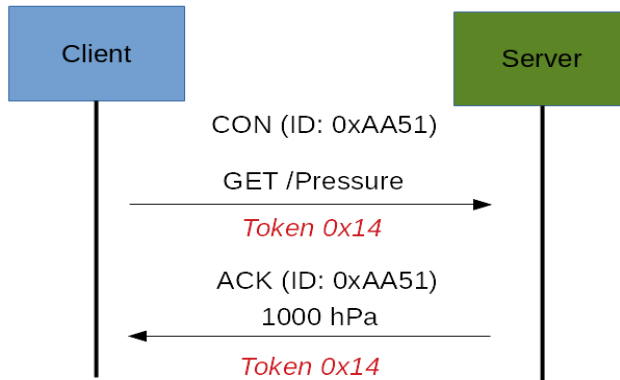 Client
Server
CON (ID: 0xAA51)
GET /Pressure
Token 0x14
ACK (ID: 0xAA51)
1000 hPa
Token 0x14